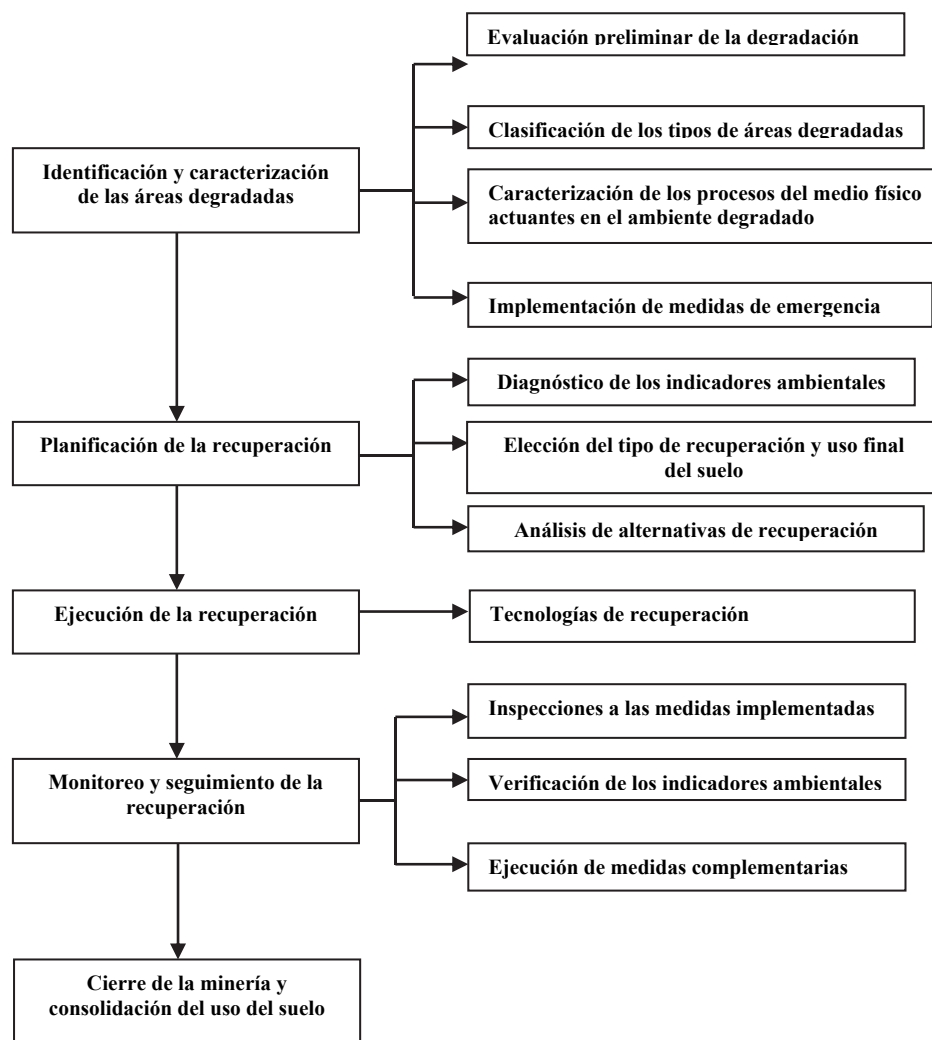 Evaluación preliminar de la degradación
Clasificación de los tipos de áreas degradadas
Identificación y caracterización
de las áreas degradadas
Caracterización de los procesos del medio físico
actuantes en el ambiente degradado
Implementación de medidas de emergencia
Diagnóstico de los indicadores ambientales
Planificación de la recuperación
Elección del tipo de recuperación y uso final
del suelo
Análisis de alternativas de recuperación
Ejecución de la recuperación
Tecnologías de recuperación
Inspecciones a las medidas implementadas
Monitoreo y seguimiento de la
recuperación
Verificación de los indicadores ambientales
Ejecución de medidas complementarias
Cierre de la minería y
consolidación del uso del suelo